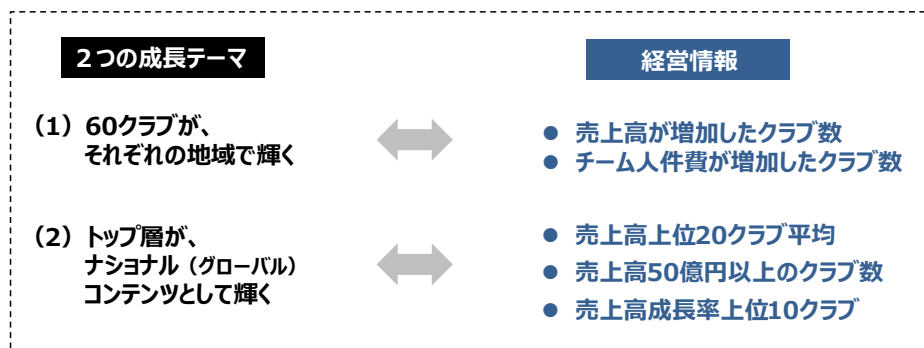 2つの成長テーマ
経営情報
（1）60クラブが、
それぞれの地域で輝く
● 売上高が増加したクラブ数
● チーム人件費が増加したクラブ数
（2）トップ層が、
ナショナル（グローバル）
コンテンツとして輝く
● 売上高上位20クラブ平均
● 売上高50億円以上のクラブ数
● 売上高成長率上位10クラブ